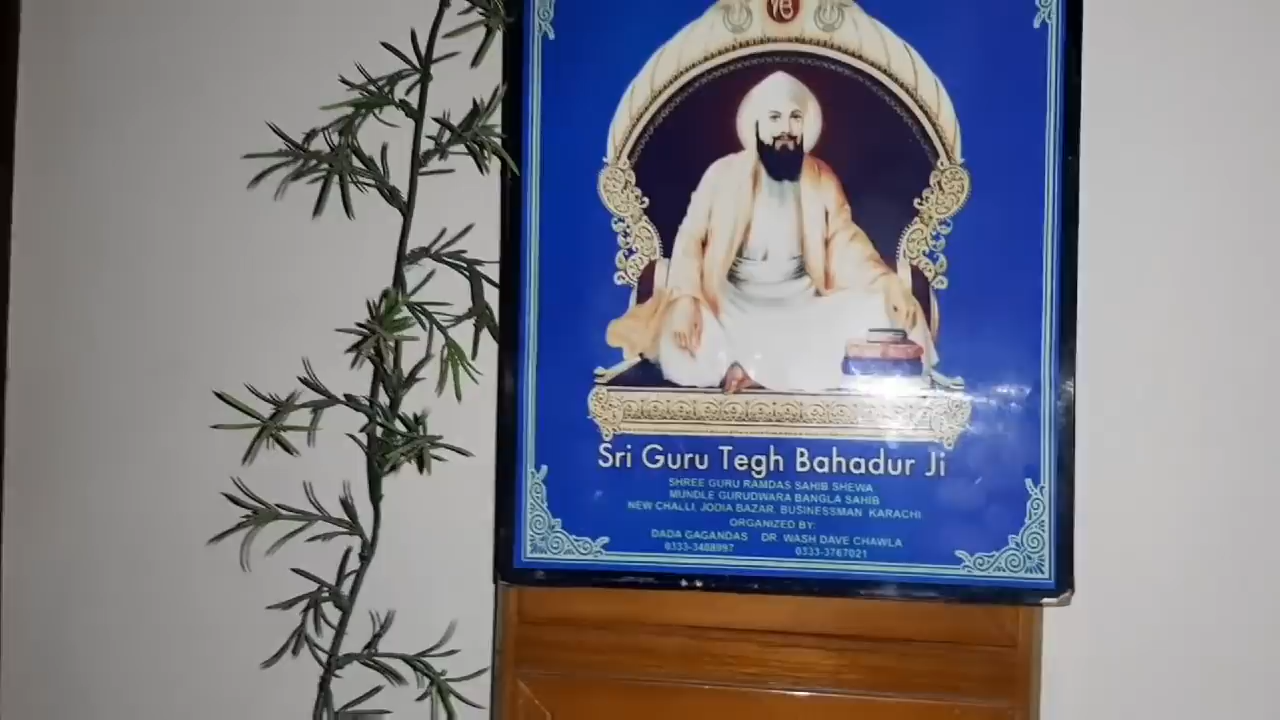 ੴ
Sri Guru Tegh Bahadur Ji
SHREE GURU RAMDAS SAHIB SHEWA
MUNDLE GURUDWARA BANGLA SAHIB
NEW CHALLI, JODIA BAZAR, BUSINESSMAN KARACHI.
ORGANIZED BY:
DADA GAGANDAS DR. WASH DAVE CHAWLA
0333-3408997 0333-3767021